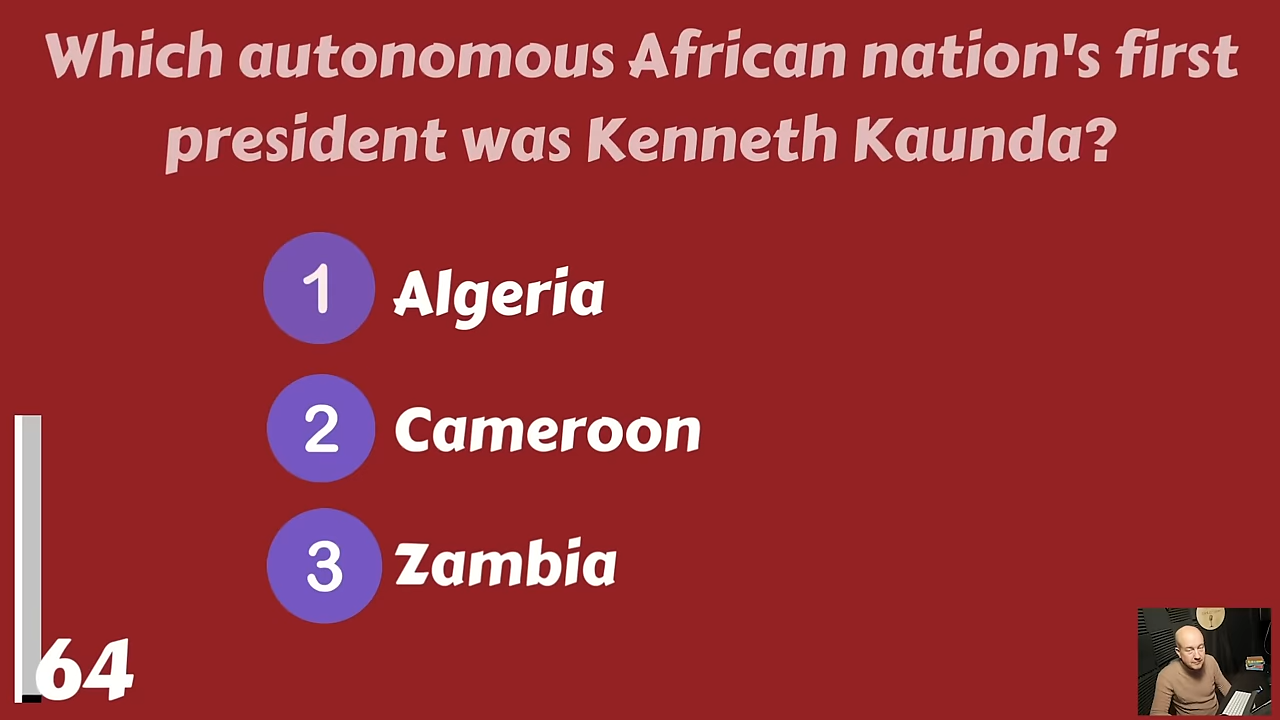 Which autonomous African nation's first
president was Kenneth Kaunda?
1 Algeria
2 Cameroon
3 Zambia
64